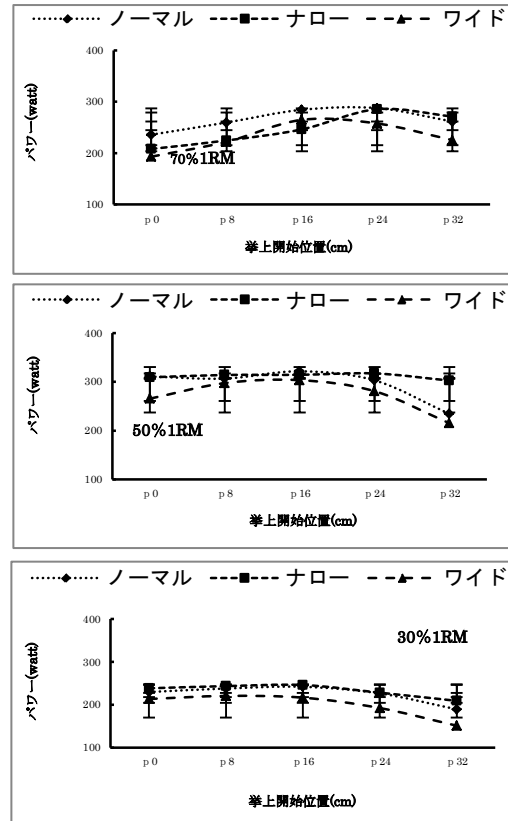 ノーマル ナロー ワイド
400
300
200
100
パワー(watt)
70%1RM
p 0 p 8 p 16 p 24 p 32
挙上開始位置(cm)
ノーマル ナロー ワイド
400
300
200
100
パワー(watt)
50%1RM
p 0 p 8 p 16 p 24 p 32
挙上開始位置(cm)
ノーマル ナロー ワイド
30%1RM
400
300
200
100
パワー(watt)
p 0 p 8 p 16 p 24 p 32
挙上開始位置(cm)